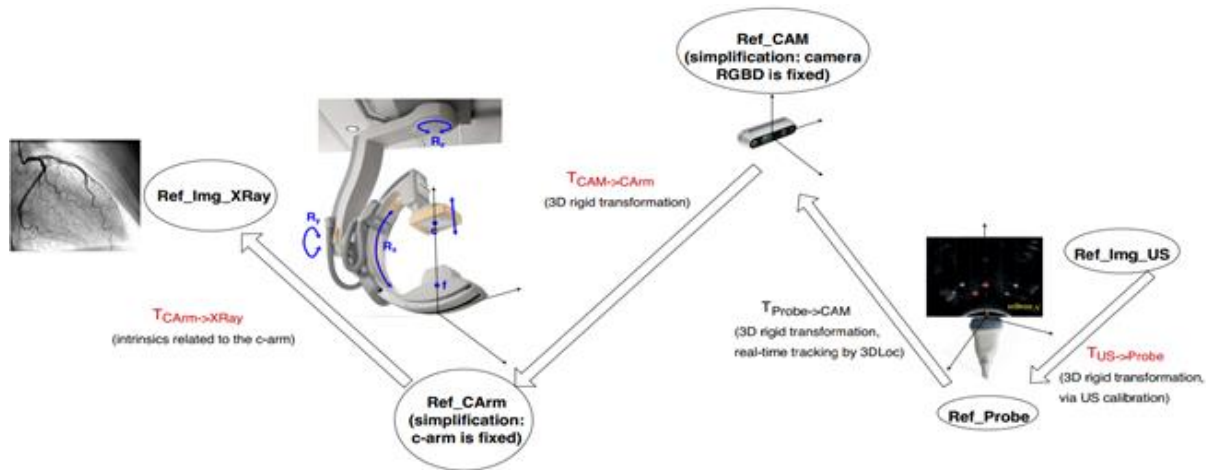 Ref_CAM
(simplification: camera
RGBD is fixed)
Ref_Img_XRay
T_CAM->CArm
(3D rigid transformation)
Ref_Img_US
T_CArm->XRay
(intrinsics related to the c-arm)
T_Probe->CAM
(3D rigid transformation,
real-time tracking by 3DLoc)
T_US->Probe
(3D rigid transformation,
via US calibration)
Ref_CArm
(simplification:
c-arm is fixed)
Ref_Probe
c
f